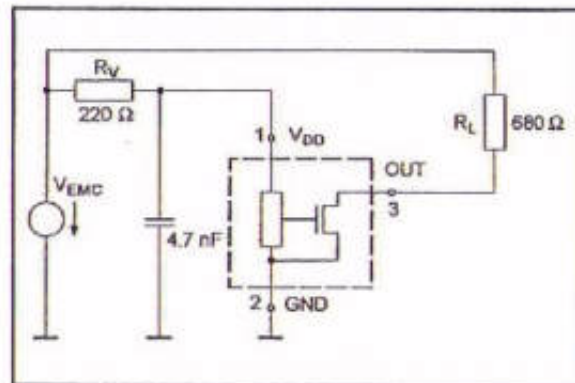 R_V
220 Ω
1
V_DD
R_L
680 Ω
OUT
3
V_EMC
4.7 nF
2
GND